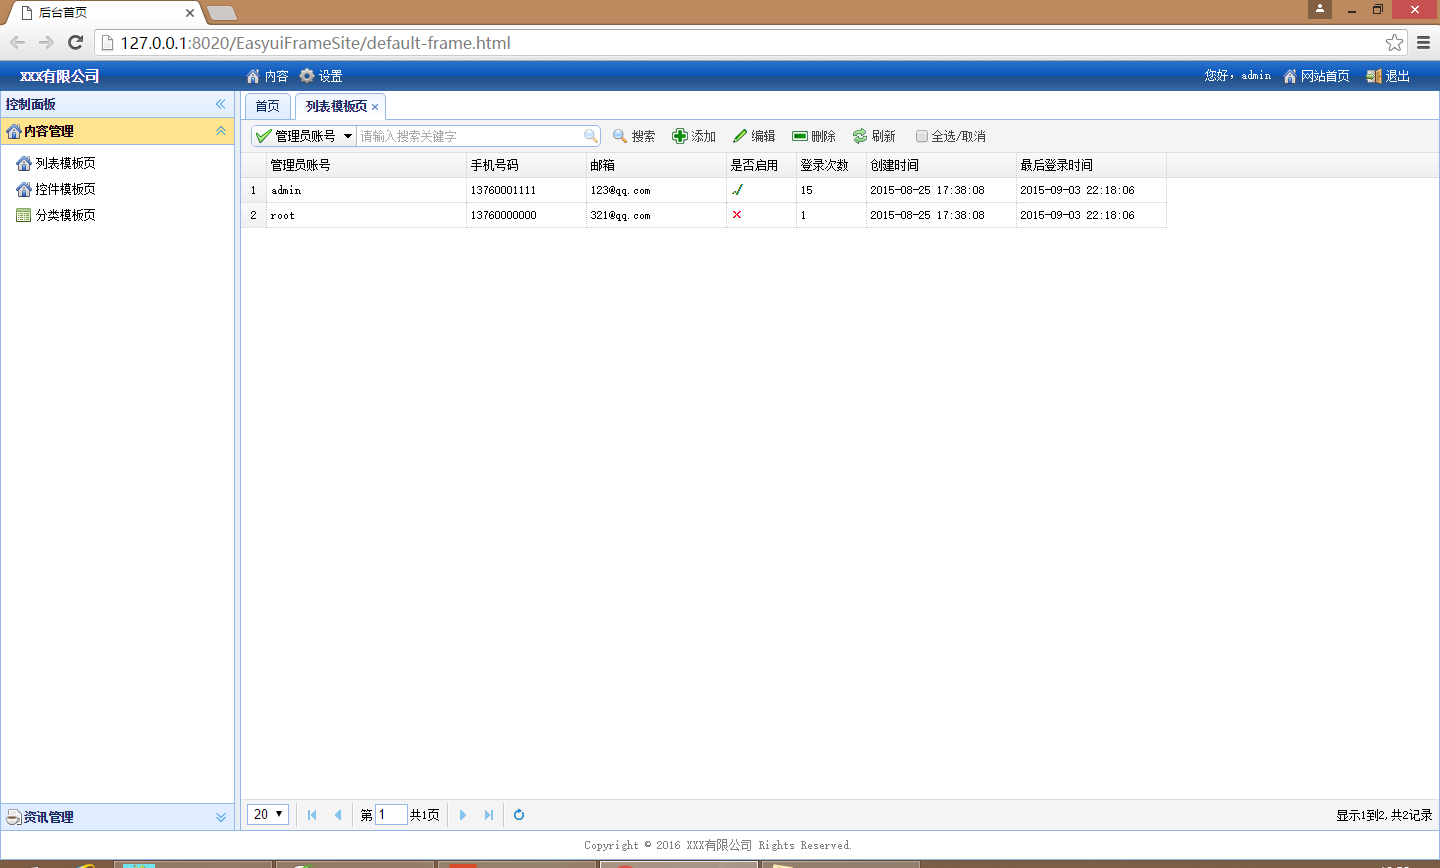 后台首页
127.0.0.1:8020/EasyuiFrameSite/default-frame.html
XXX有限公司 内容 设置 您好，admin 网站首页 退出
控制面板 首页 列表模板页
内容管理
管理员账号 请输入搜索关键字 搜索 添加 编辑 删除 刷新 全选/取消
列表模板页
控件模板页
分类模板页
管理员账号 手机号码 邮箱 是否启用 登录次数 创建时间 最后登录时间
1 admin 13760001111 123@qq.com 15 2015-08-25 17:38:08 2015-09-03 22:18:06
2 root 13760000000 321@qq.com 1 2015-08-25 17:38:08 2015-09-03 22:18:06
资讯管理
20 第 1 共1页 显示1到2,共2记录
Copyright © 2016 XXX有限公司 Rights Reserved.